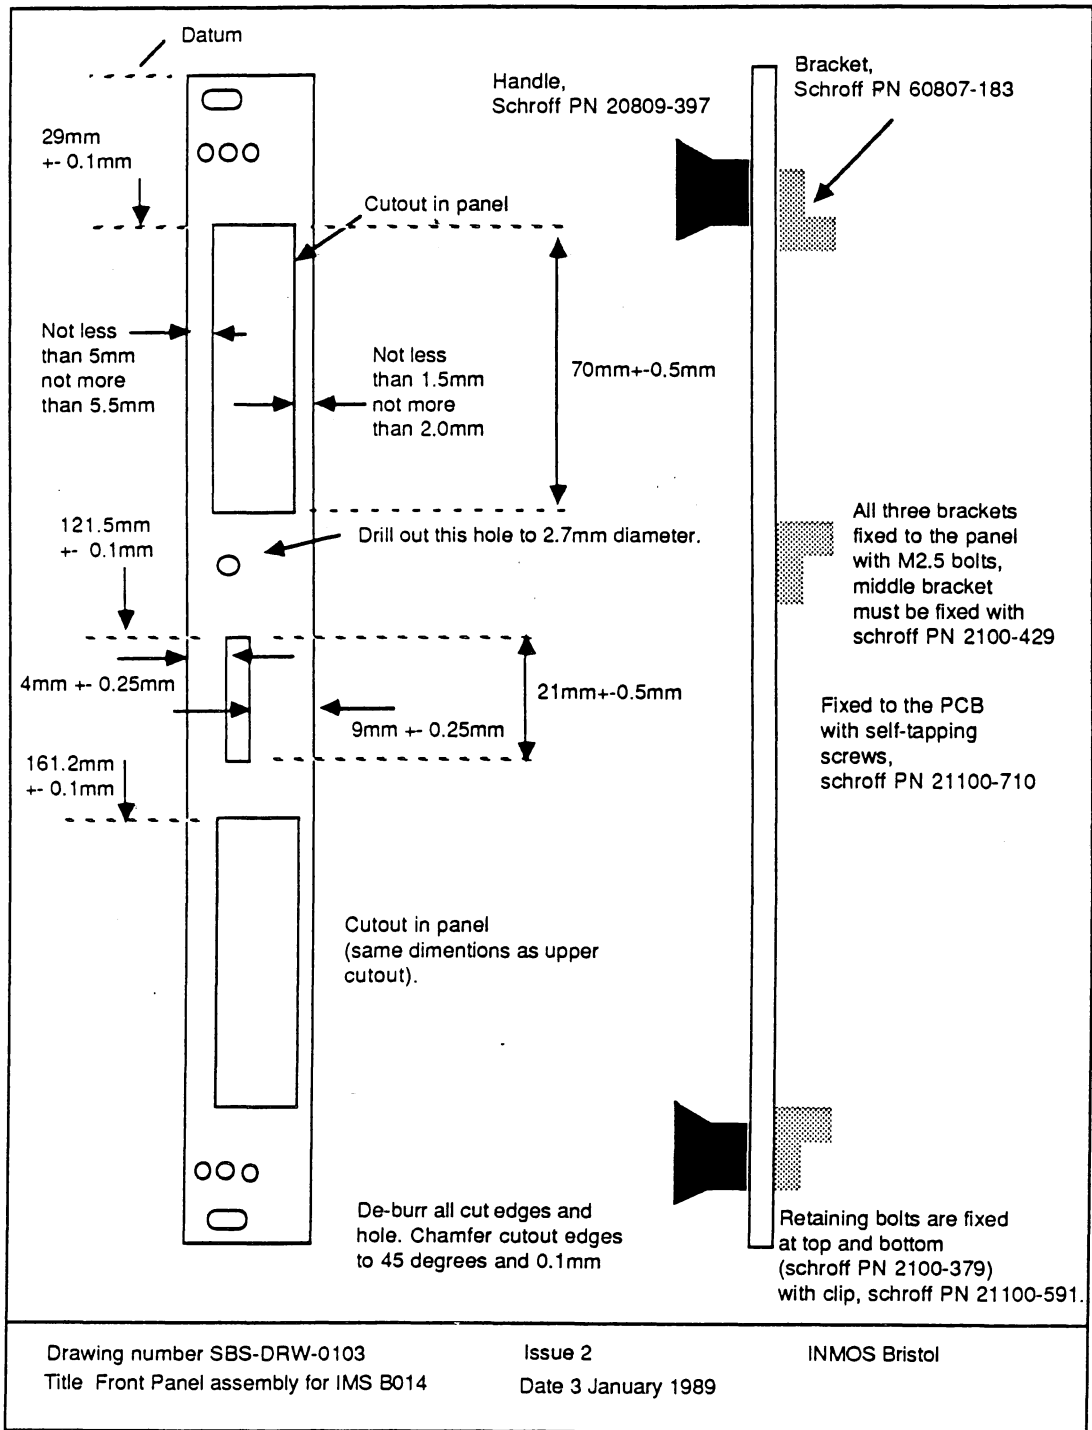 Datum
Handle,
Schroff PN 20809-397
Bracket,
Schroff PN 60807-183
29mm
+- 0.1mm
Cutout in panel
Not less
than 5mm
not more
than 5.5mm
Not less
than 1.5mm
not more
than 2.0mm
70mm+-0.5mm
121.5mm
+- 0.1mm
Drill out this hole to 2.7mm diameter.
All three brackets
fixed to the panel
with M2.5 bolts,
middle bracket
must be fixed with
schroff PN 2100-429
4mm +- 0.25mm
9mm +- 0.25mm
21mm+-0.5mm
Fixed to the PCB
with self-tapping
screws,
schroff PN 21100-710
161.2mm
+- 0.1mm
Cutout in panel
(same dimentions as upper
cutout).
De-burr all cut edges and
hole. Chamfer cutout edges
to 45 degrees and 0.1mm
Retaining bolts are fixed
at top and bottom
(schroff PN 2100-379)
with clip, schroff PN 21100-591.
Drawing number SBS-DRW-0103
Issue 2
INMOS Bristol
Title Front Panel assembly for IMS B014
Date 3 January 1989